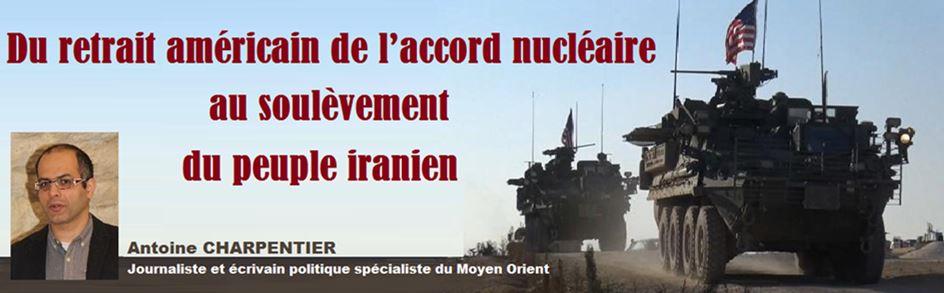 Du retrait américain de l'accord nucléaire
au soulèvement
du peuple iranien
Antoine CHARPENTIER
Journaliste et écrivain politique spécialiste du Moyen Orient